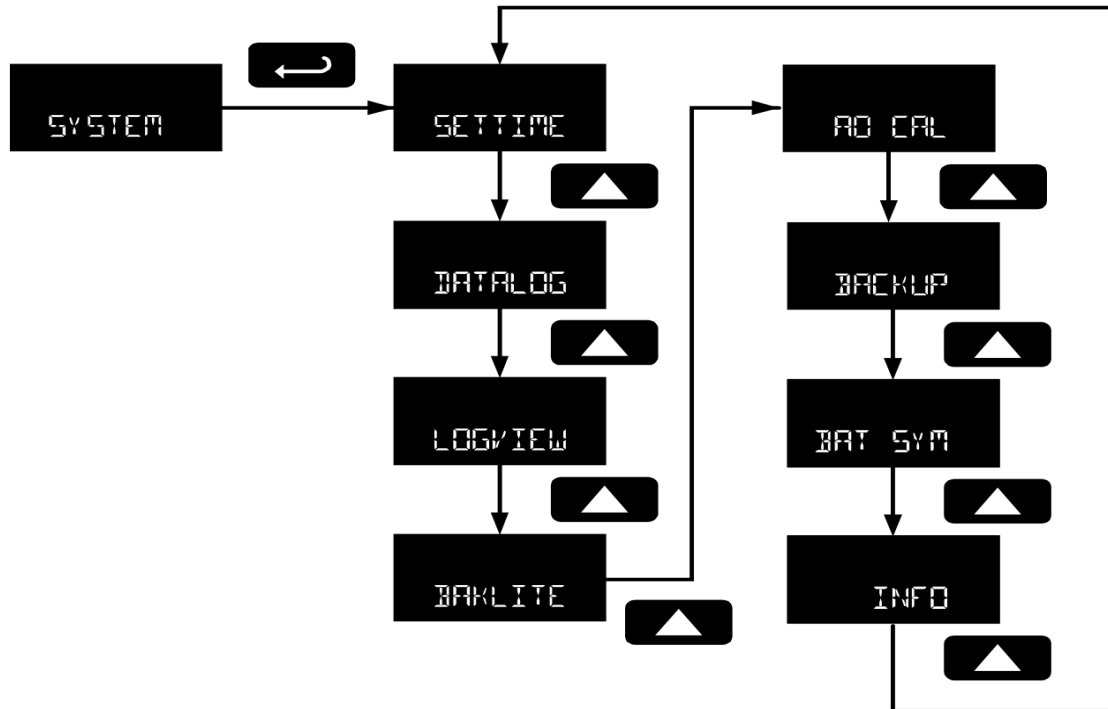 SYSTEM
SETTIME
DATALOG
LOGVIEW
BAKLITE
AO CAL
BACKUP
BAT SYM
INFO